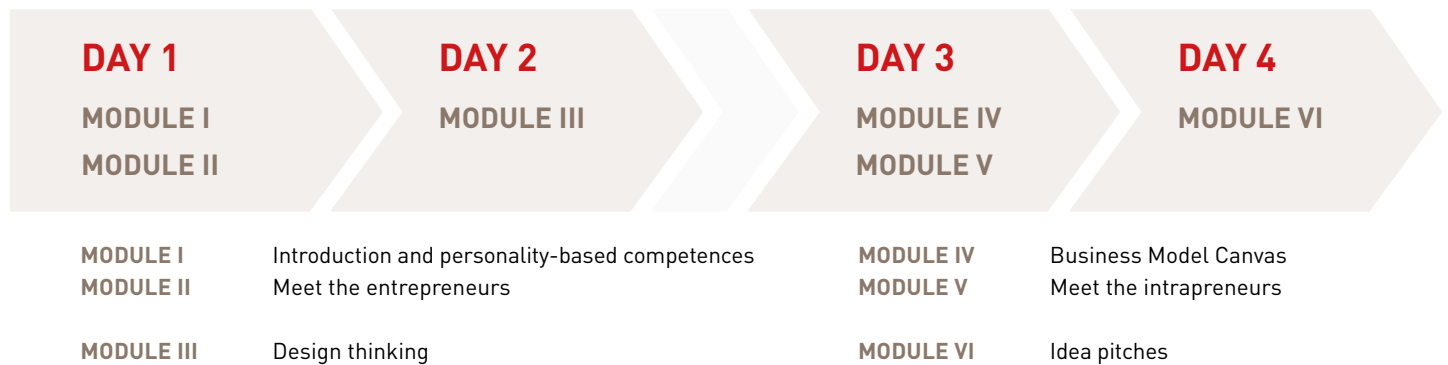 DAY 1
MODULE I
MODULE II
DAY 2
MODULE III
DAY 3
MODULE IV
MODULE V
DAY 4
MODULE VI
MODULE I Introduction and personality-based competences
MODULE II Meet the entrepreneurs
MODULE III Design thinking
MODULE IV Business Model Canvas
MODULE V Meet the intrapreneurs
MODULE VI Idea pitches